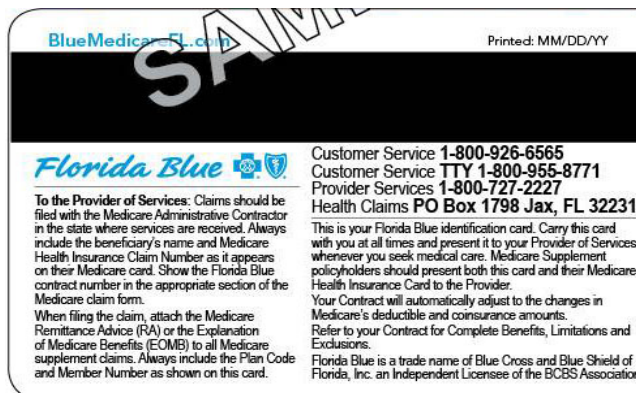 BlueMedicareFL.com
Printed: MM/DD/YY
SAM
Florida Blue
Customer Service 1-800-926-6565
Customer Service TTY 1-800-955-8771
Provider Services 1-800-727-2227
Health Claims PO Box 1798 Jax, FL 32231
To the Provider of Services: Claims should be
filed with the Medicare Administrative Contractor
in the state where services are received. Always
include the beneficiary's name and Medicare
Health Insurance Claim Number as it appears
on their Medicare card. Show the Florida Blue
contract number in the appropriate section of the
Medicare claim form.
When filing the claim, attach the Medicare
Remittance Advice (RA) or the Explanation
of Medicare Benefits (EOMB) to all Medicare
supplement claims. Always include the Plan Code
and Member Number as shown on this card.
This is your Florida Blue identification card. Carry this card
with you at all times and present it to your Provider of Services
whenever you seek medical care. Medicare Supplement
policyholders should present both this card and their Medicare
Health Insurance Card to the Provider.
Your Contract will automatically adjust to the changes in
Medicare's deductible and coinsurance amounts.
Refer to your Contract for Complete Benefits, Limitations and
Exclusions.
Florida Blue is a trade name of Blue Cross and Blue Shield of
Florida, Inc. an Independent Licensee of the BCBS Association